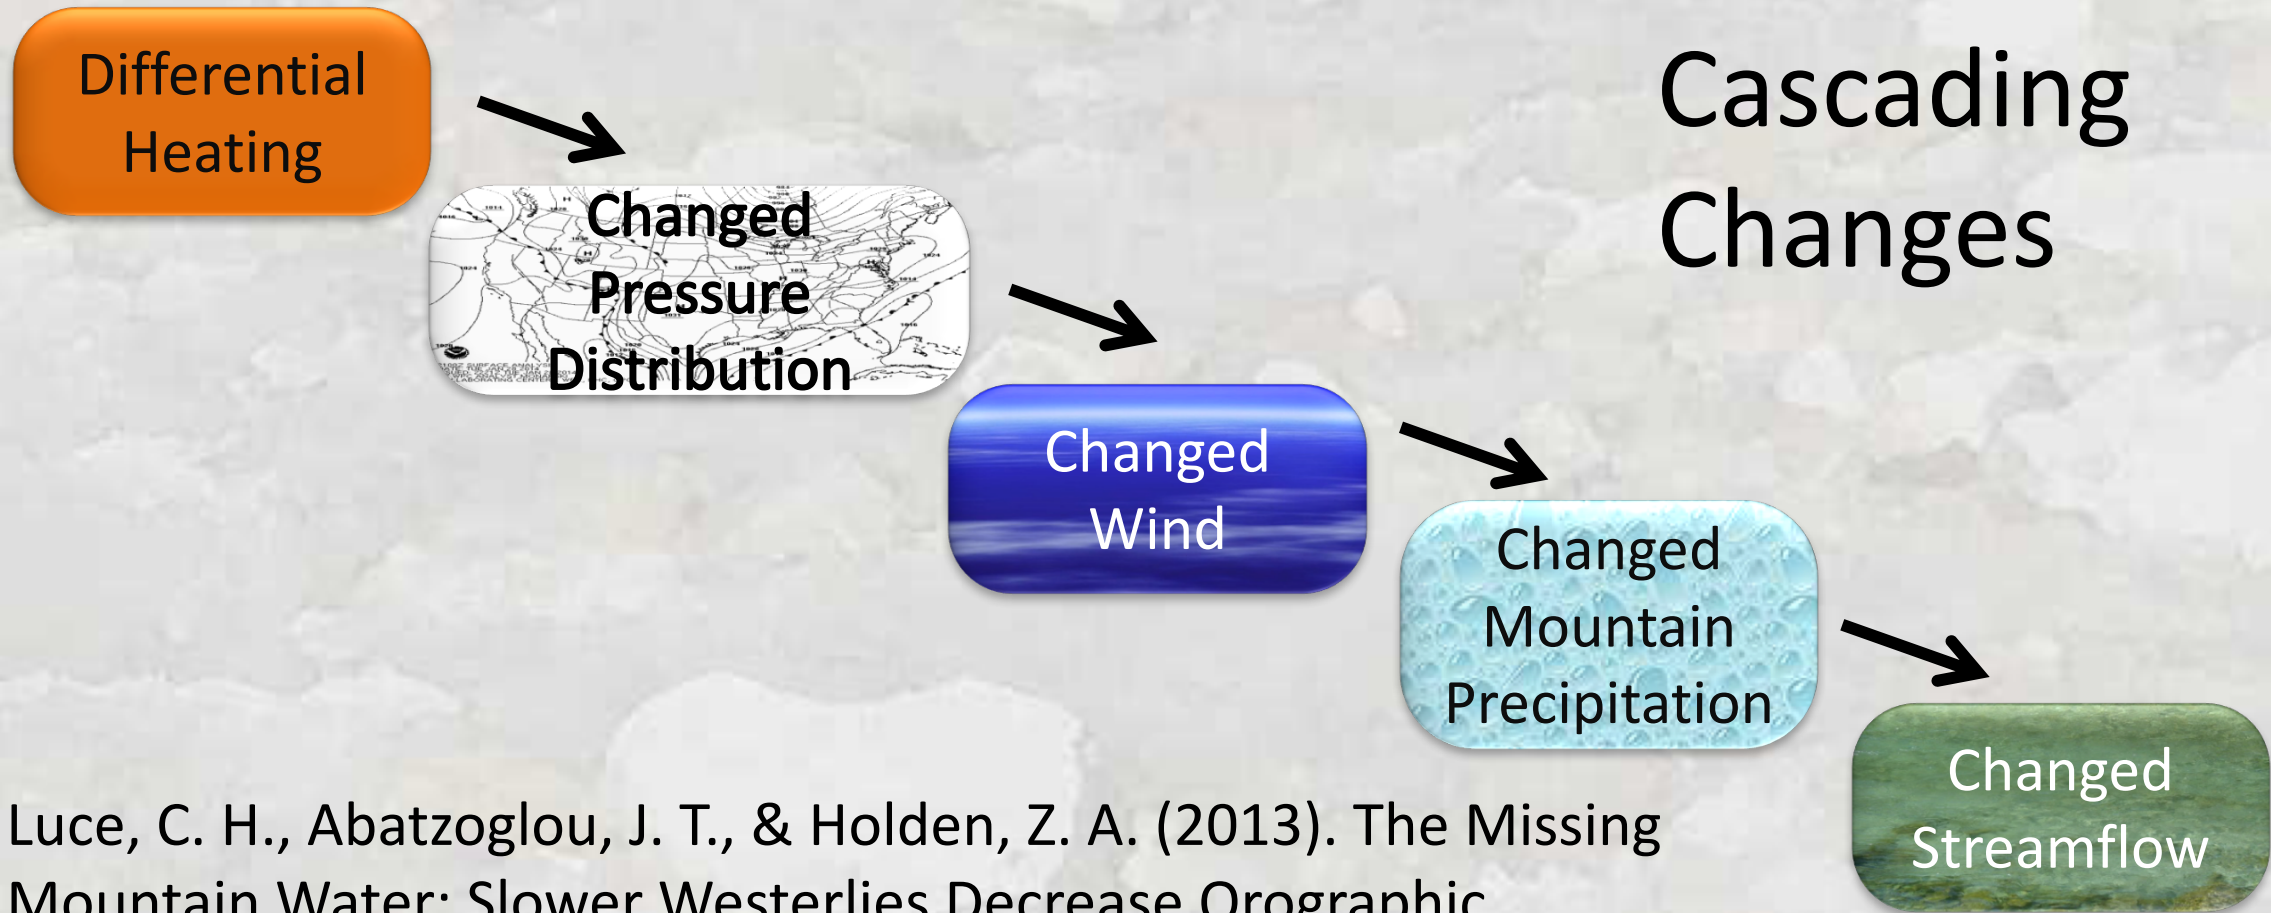 Differential
Heating
Cascading
Changes
Changed
Pressure
Distribution
Changed
Wind
Changed
Mountain
Precipitation
Changed
Streamflow
Luce, C. H., Abatzoglou, J. T., & Holden, Z. A. (2013). The Missing
Mountain Water: Slower Westerlies Decrease Orographic